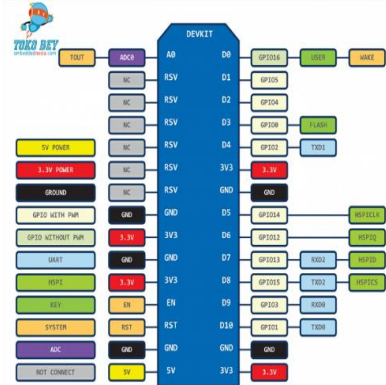 DEVKIT
TOKO BEY
TOUT ADC0 A0 D0 GPIO16 USER WAKE
NC RSV D1 GPIO5
NC RSV D2 GPIO4
NC RSV D3 GPIO0 FLASH
5V POWER NC RSV D4 GPIO2 TXD1
3.3V POWER NC RSV 3V3 3.3V
GROUND NC RSV GND GND
GPIO WITH PWM GND GND D5 GPIO14 HSPICLK
GPIO WITHOUT PWM 3.3V 3V3 D6 GPIO12 HSPIQ
UART GND GND D7 GPIO13 RXD2 HSPID
HSPI 3.3V 3V3 D8 GPIO15 TXD2 HSPICS
KEY EN EN D9 GPIO3 RXD0
SYSTEM RST RST D10 GPIO1 TXD0
ADC GND GND GND GND
NOT CONNECT 5V 5V 3V3 3.3V